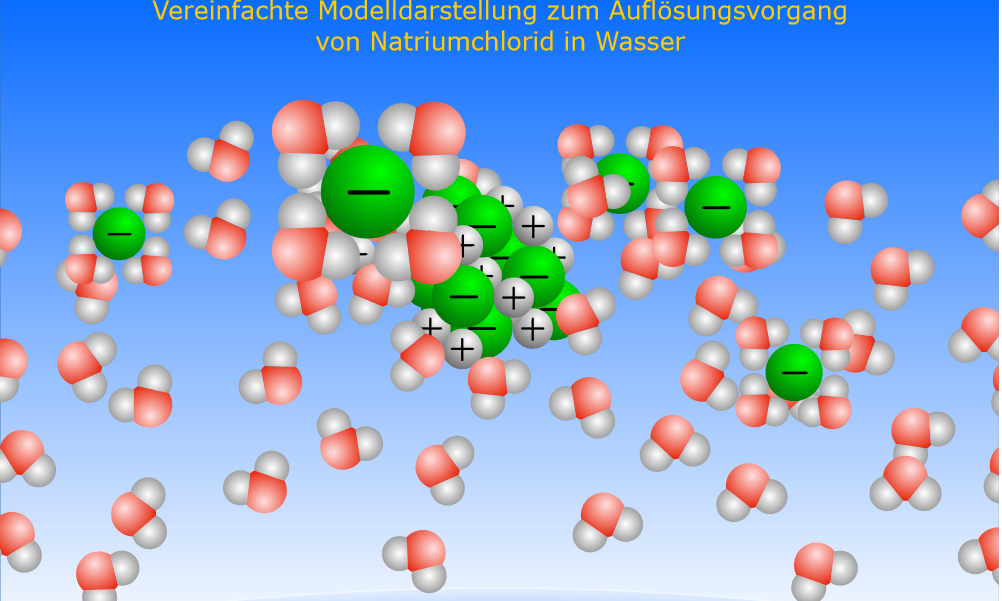 Vereinfachte Modelldarstellung zum Auflösungsvorgang
von Natriumchlorid in Wasser